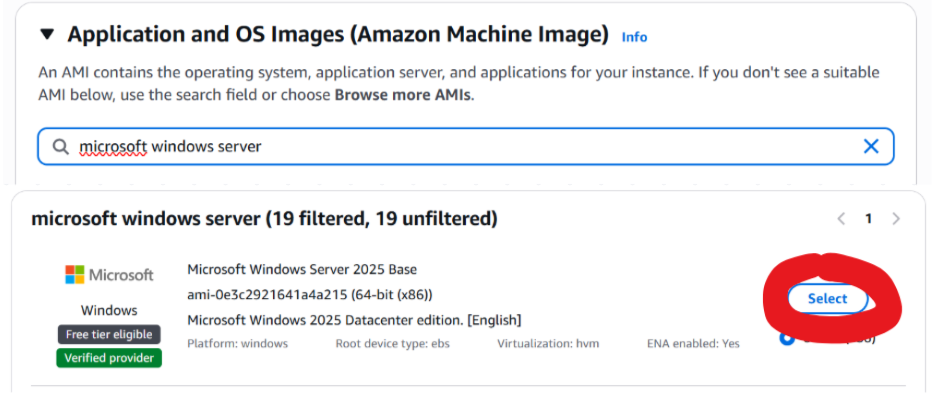 Application and OS Images (Amazon Machine Image) Info
An AMI contains the operating system, application server, and applications for your instance. If you don't see a suitable
AMI below, use the search field or choose Browse more AMIs.
microsoft windows server
microsoft windows server (19 filtered, 19 unfiltered)
1
Microsoft
Windows
Free tier eligible
Verified provider
Microsoft Windows Server 2025 Base
ami-0e3c2921641a4a215 (64-bit (x86))
Microsoft Windows 2025 Datacenter edition. [English]
Platform: windows Root device type: ebs Virtualization: hvm ENA enabled: Yes
Select